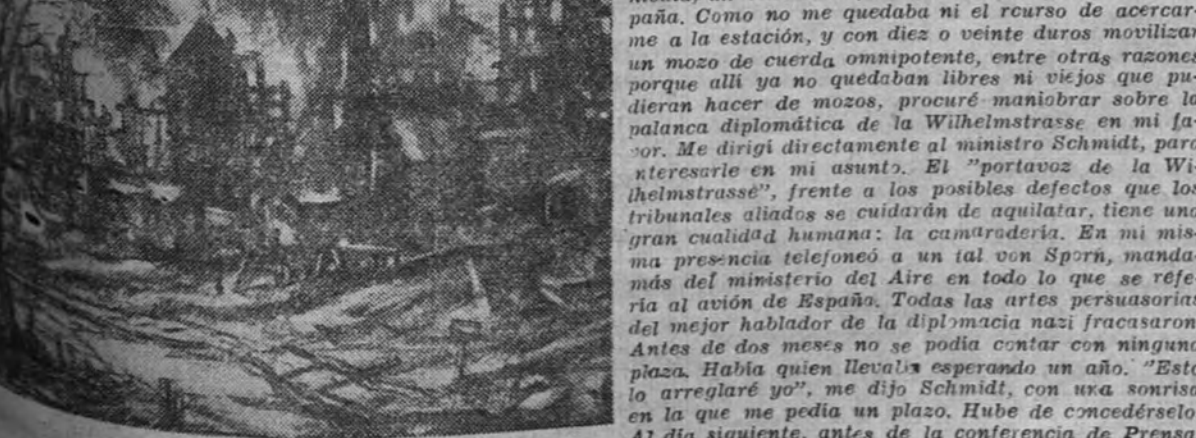 paña. Como no me quedaba ni el rcurso de acercar-
me a la estación, y con diez o veinte duros movilizar
un mozo de cuerda omnipotente, entre otras razones
porque allí ya no quedaban libres ni viejos que pu-
dieran hacer de mozos, procuré maniobrar sobre la
palanca diplomática de la Wilhelmstrasse en mi fa-
vor. Me dirigí directamente al ministro Schmidt, para
interesarle en mi asunto. El "portavoz de la Wi-
lhelmstrasse", frente a los posibles defectos que los
tribunales aliados se cuidarán de aquilatar, tiene una
gran cualidad humana: la camaradería. En mi mis-
ma presencia telefoneó a un tal von Sporn, manda-
más del ministerio del Aire en todo lo que se refe-
ría al avión de España. Todas las artes persuasorias
del mejor hablador de la diplomacia nazi fracasaron.
Antes de dos meses no se podía contar con ninguna
plaza. Había quien llevaba esperando un año. "Esto
lo arreglaré yo", me dijo Schmidt, con una sonrisa
en la que me pedía un plazo. Hube de concedérselo.
Al día siguiente, antes de la conferencia de Prensa,